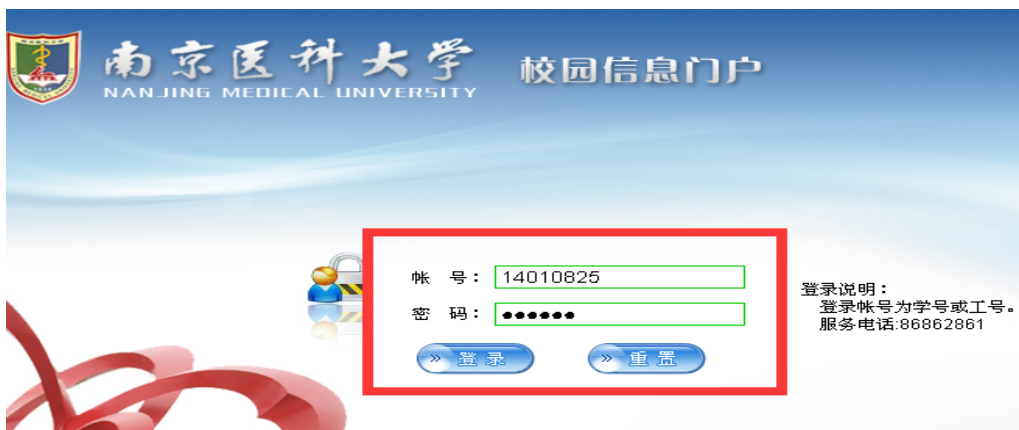 南京医科大学 校园信息门户
NANJING MEDICAL UNIVERSITY
帐 号： 14010825
密 码： ●●●●●●
登录 重置
登录说明：
登录帐号为学号或工号。
服务电话:86862861